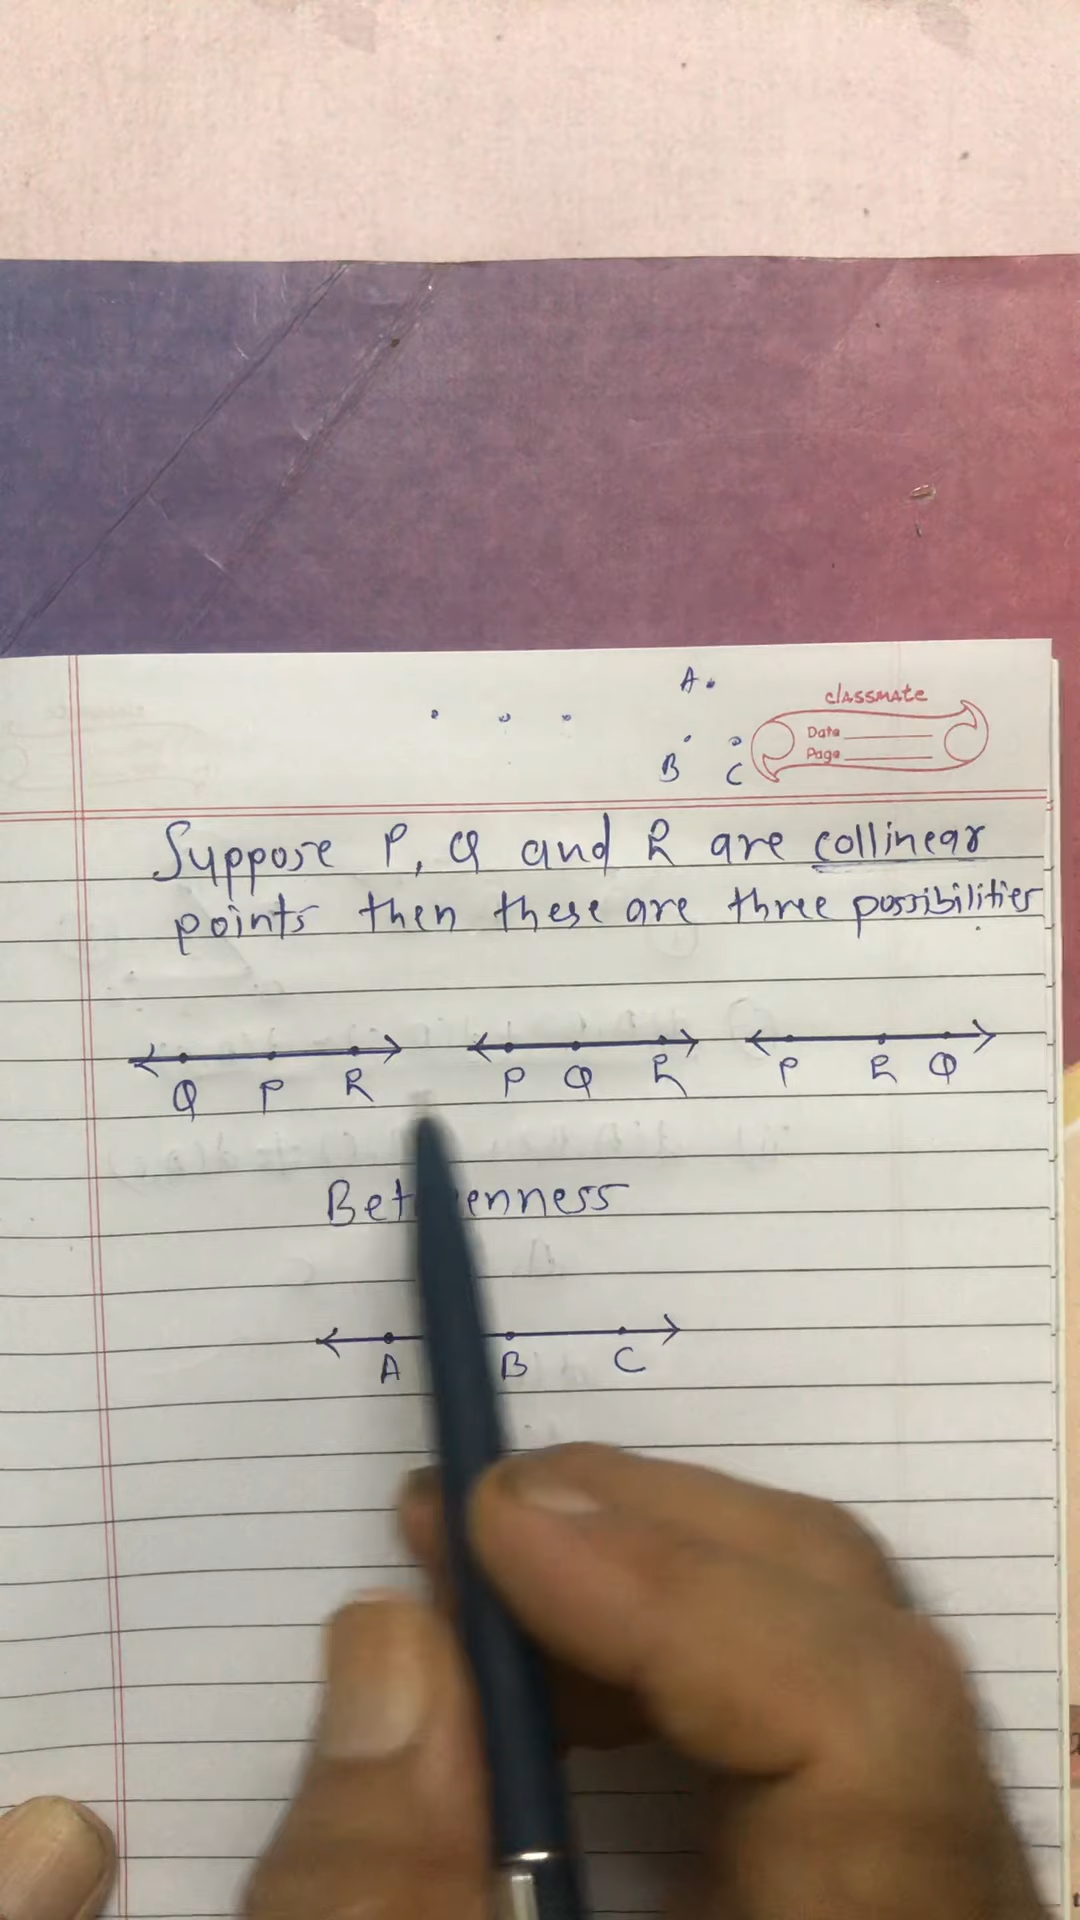 A
classmate
Date
Page
B C
Suppose P, Q and R are collinear
points then these are three possibilities
Q P R P Q R P R Q
A B C